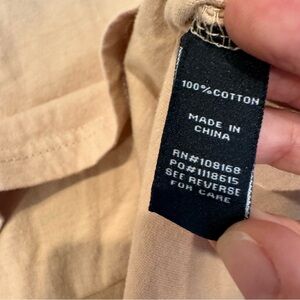 100%COTTON
MADE IN
CHINA
RN#108168
PO#1118615
SEE REVERSE
FOR CARE